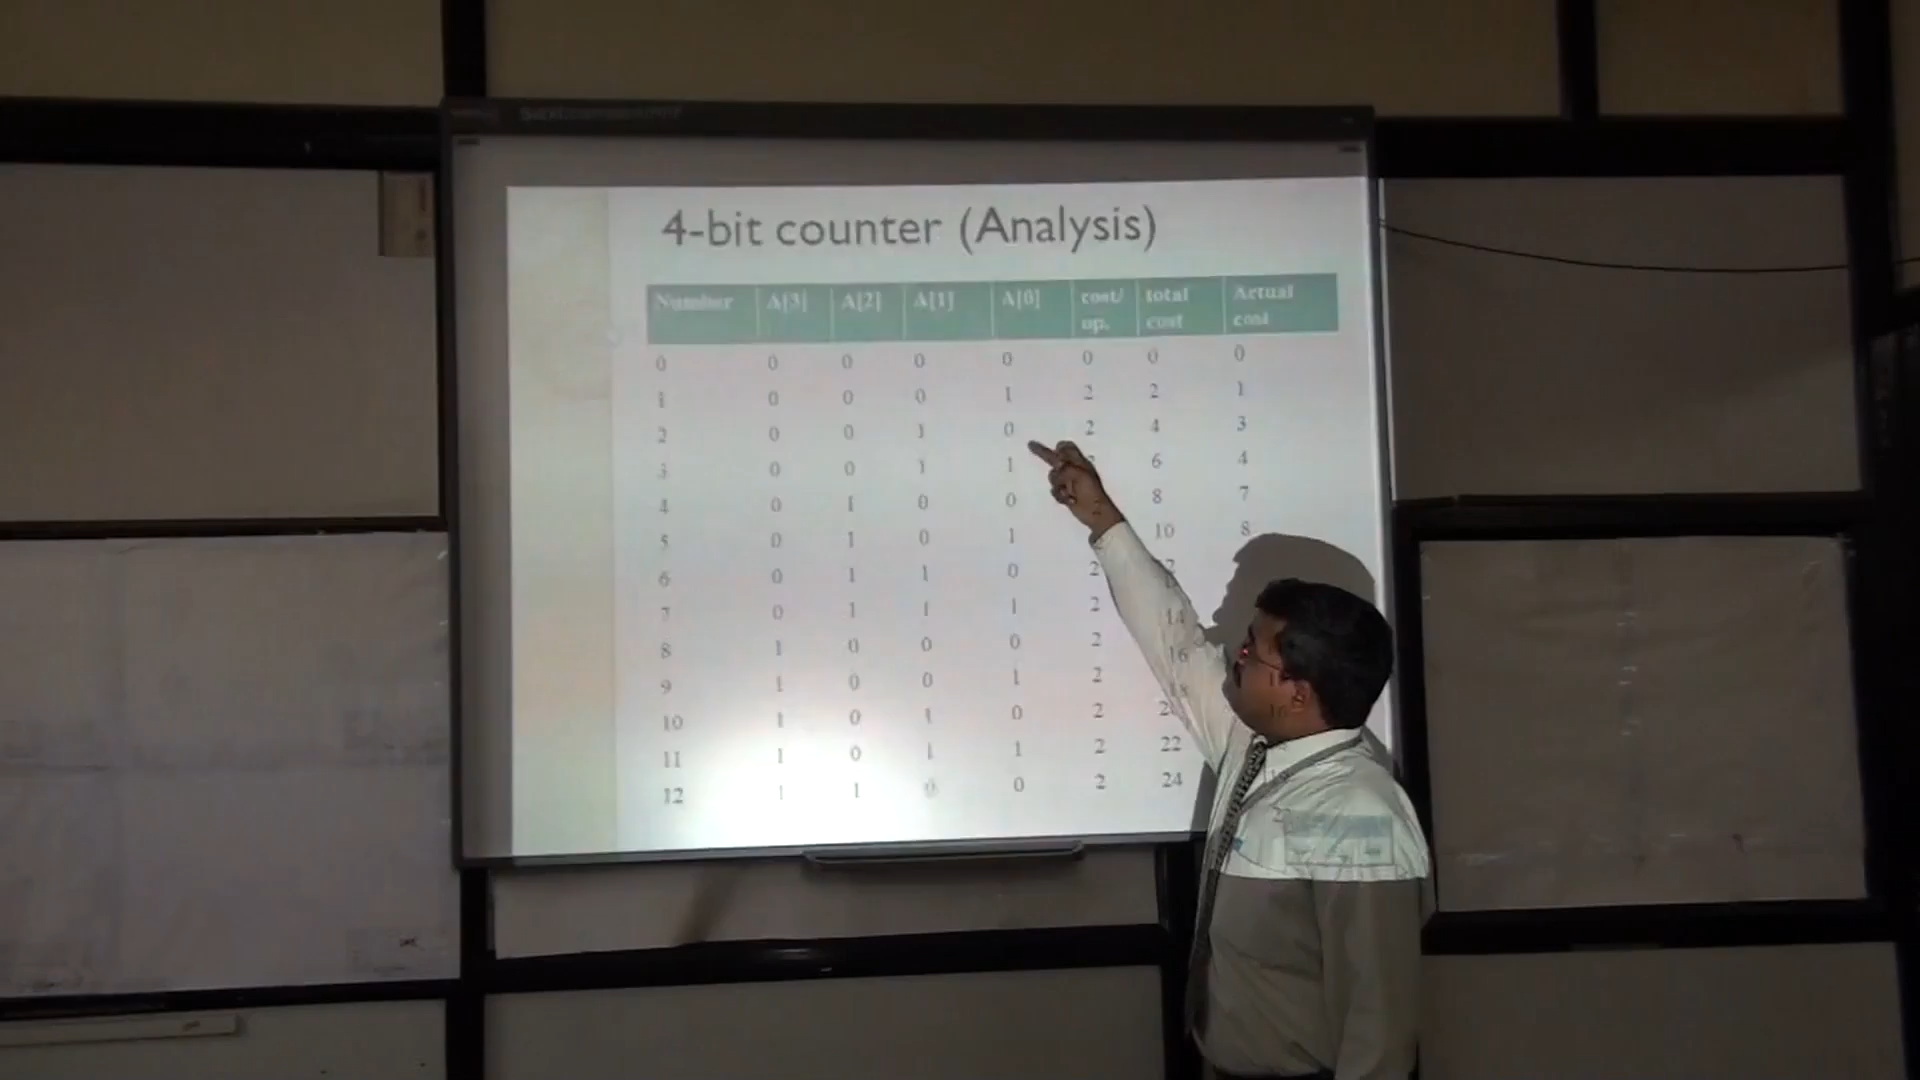 4-bit counter (Analysis)
Number A[3] A[2] A[1] A[0] cost/ up. total cost Actual cost
0 0 0 0 0 0 0 0
1 0 0 0 1 2 2 1
2 0 0 1 0 2 4 3
3 0 0 1 1 6 4
4 0 1 0 0 8 7
5 0 1 0 1 10 8
6 0 1 1 0 2
7 0 1 1 1 2 14
8 1 0 0 0 2 16
9 1 0 0 1 2 18
10 1 0 1 0 2
11 1 0 1 1 2 22
12 1 1 0 0 2 24